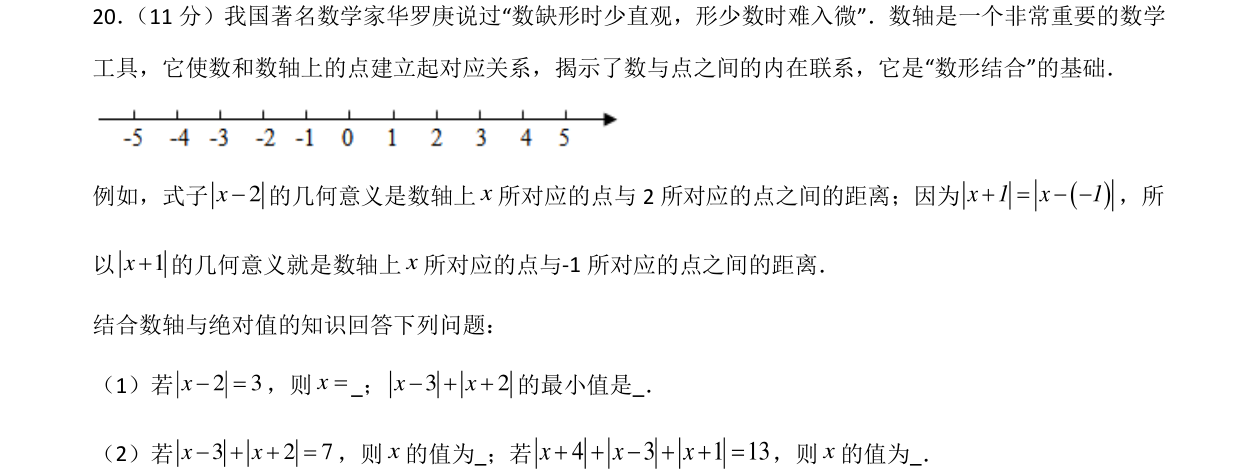 20．（11 分）我国著名数学家华罗庚说过“数缺形时少直观，形少数时难入微”．数轴是一个非常重要的数学
工具，它使数和数轴上的点建立起对应关系，揭示了数与点之间的内在联系，它是“数形结合”的基础．
-5 -4 -3 -2 -1 0 1 2 3 4 5
例如，式子|x−2|的几何意义是数轴上 x 所对应的点与 2 所对应的点之间的距离；因为|x+1|=|x−(−1)|，所
以|x+1|的几何意义就是数轴上 x 所对应的点与-1 所对应的点之间的距离．
结合数轴与绝对值的知识回答下列问题：
（1）若|x−2|=3，则 x=_；|x−3|+|x+2|的最小值是_．
（2）若|x−3|+|x+2|=7，则 x 的值为_；若|x+4|+|x−3|+|x+1|=13，则 x 的值为_．